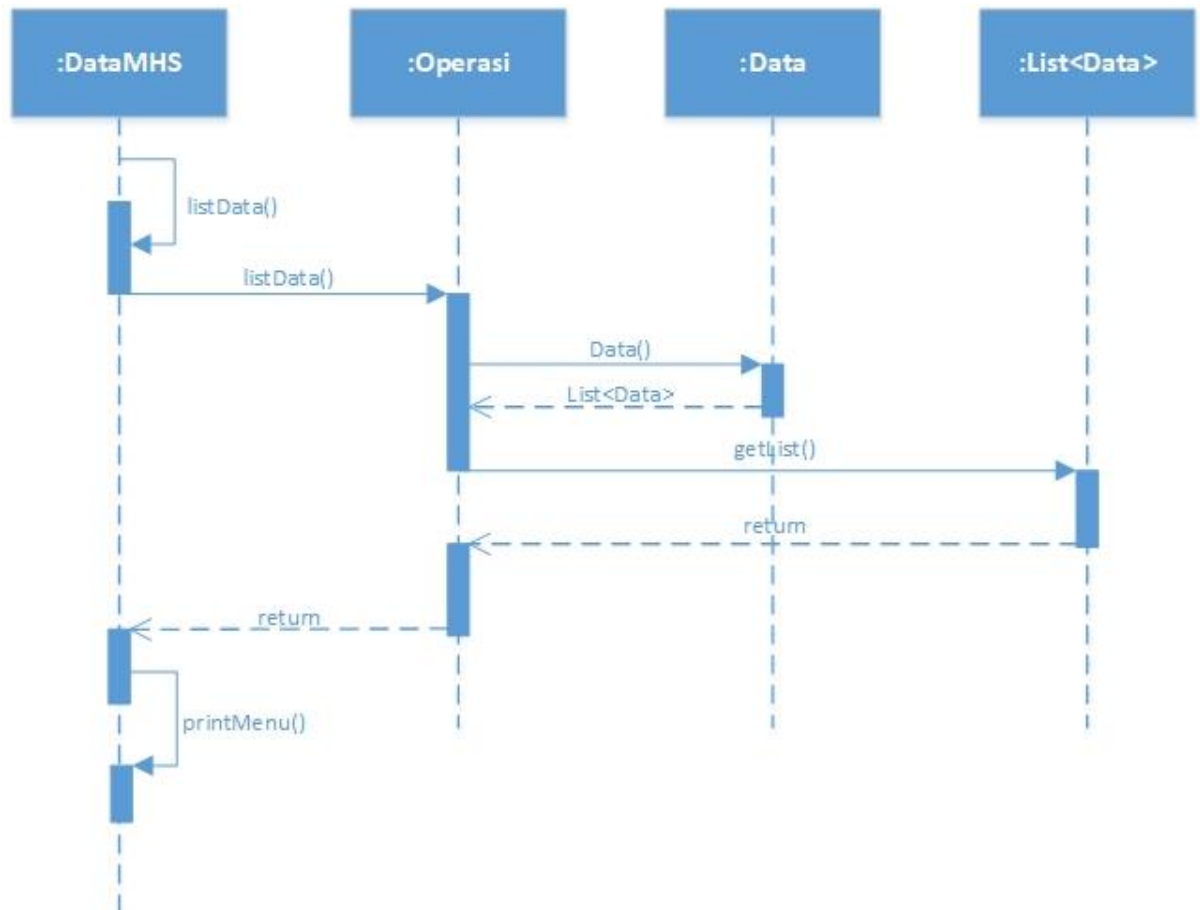 :DataMHS
:Operasi
:Data
:List<Data>
listData()
listData()
Data()
List<Data>
getList()
return
return
printMenu()